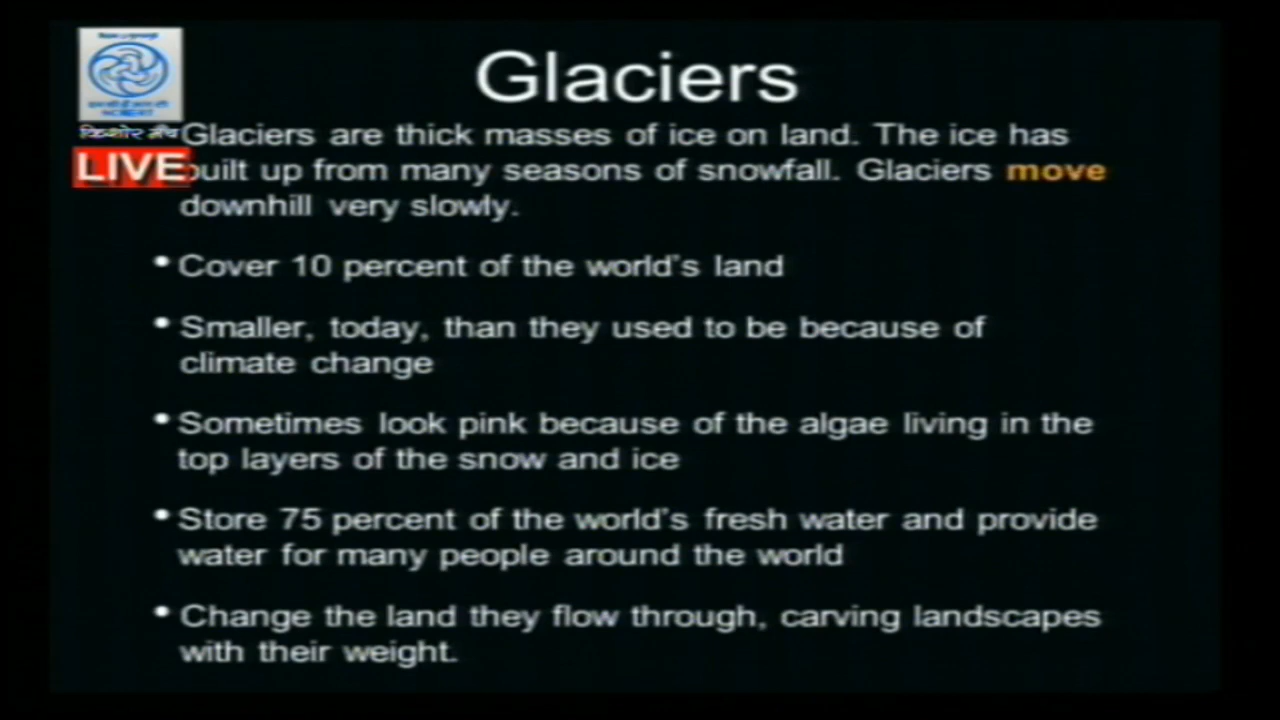 Glaciers
NCERT
किशोर मंच
LIVE
Glaciers are thick masses of ice on land. The ice has
built up from many seasons of snowfall. Glaciers move
downhill very slowly.
• Cover 10 percent of the world's land
• Smaller, today, than they used to be because of
climate change
• Sometimes look pink because of the algae living in the
top layers of the snow and ice
• Store 75 percent of the world's fresh water and provide
water for many people around the world
• Change the land they flow through, carving landscapes
with their weight.